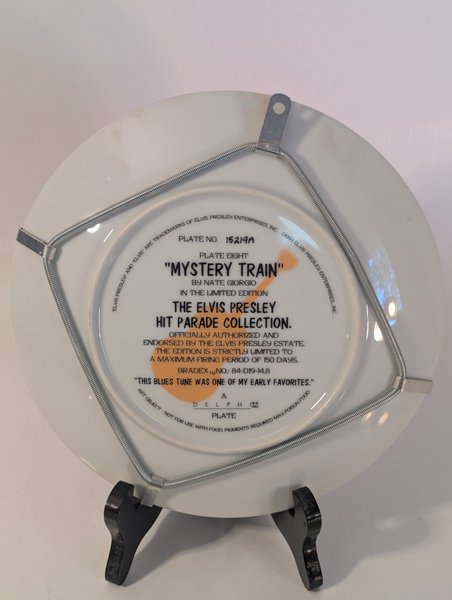 'ELVIS PRESLEY AND 'ELVIS' ARE TRADEMARKS OF ELVIS PRESLEY ENTERPRISES, INC. ©1993 ELVIS PRESLEY ENTERPRISES, INC.
PLATE NO. 15219A
PLATE EIGHT
"MYSTERY TRAIN"
BY NATE GIORGIO
IN THE LIMITED EDITION
THE ELVIS PRESLEY
HIT PARADE COLLECTION.
OFFICIALLY AUTHORIZED AND
ENDORSED BY THE ELVIS PRESLEY ESTATE.
THE EDITION IS STRICTLY LIMITED TO
A MAXIMUM FIRING PERIOD OF 150 DAYS.
BRADEX NO.: 84-D19-14.8
"THIS BLUES TUNE WAS ONE OF MY EARLY FAVORITES."
A
DELPHI
PLATE
ART OBJECT - NOT FOR USE WITH FOOD. PIGMENTS REQUIRED MAY POISON FOOD.